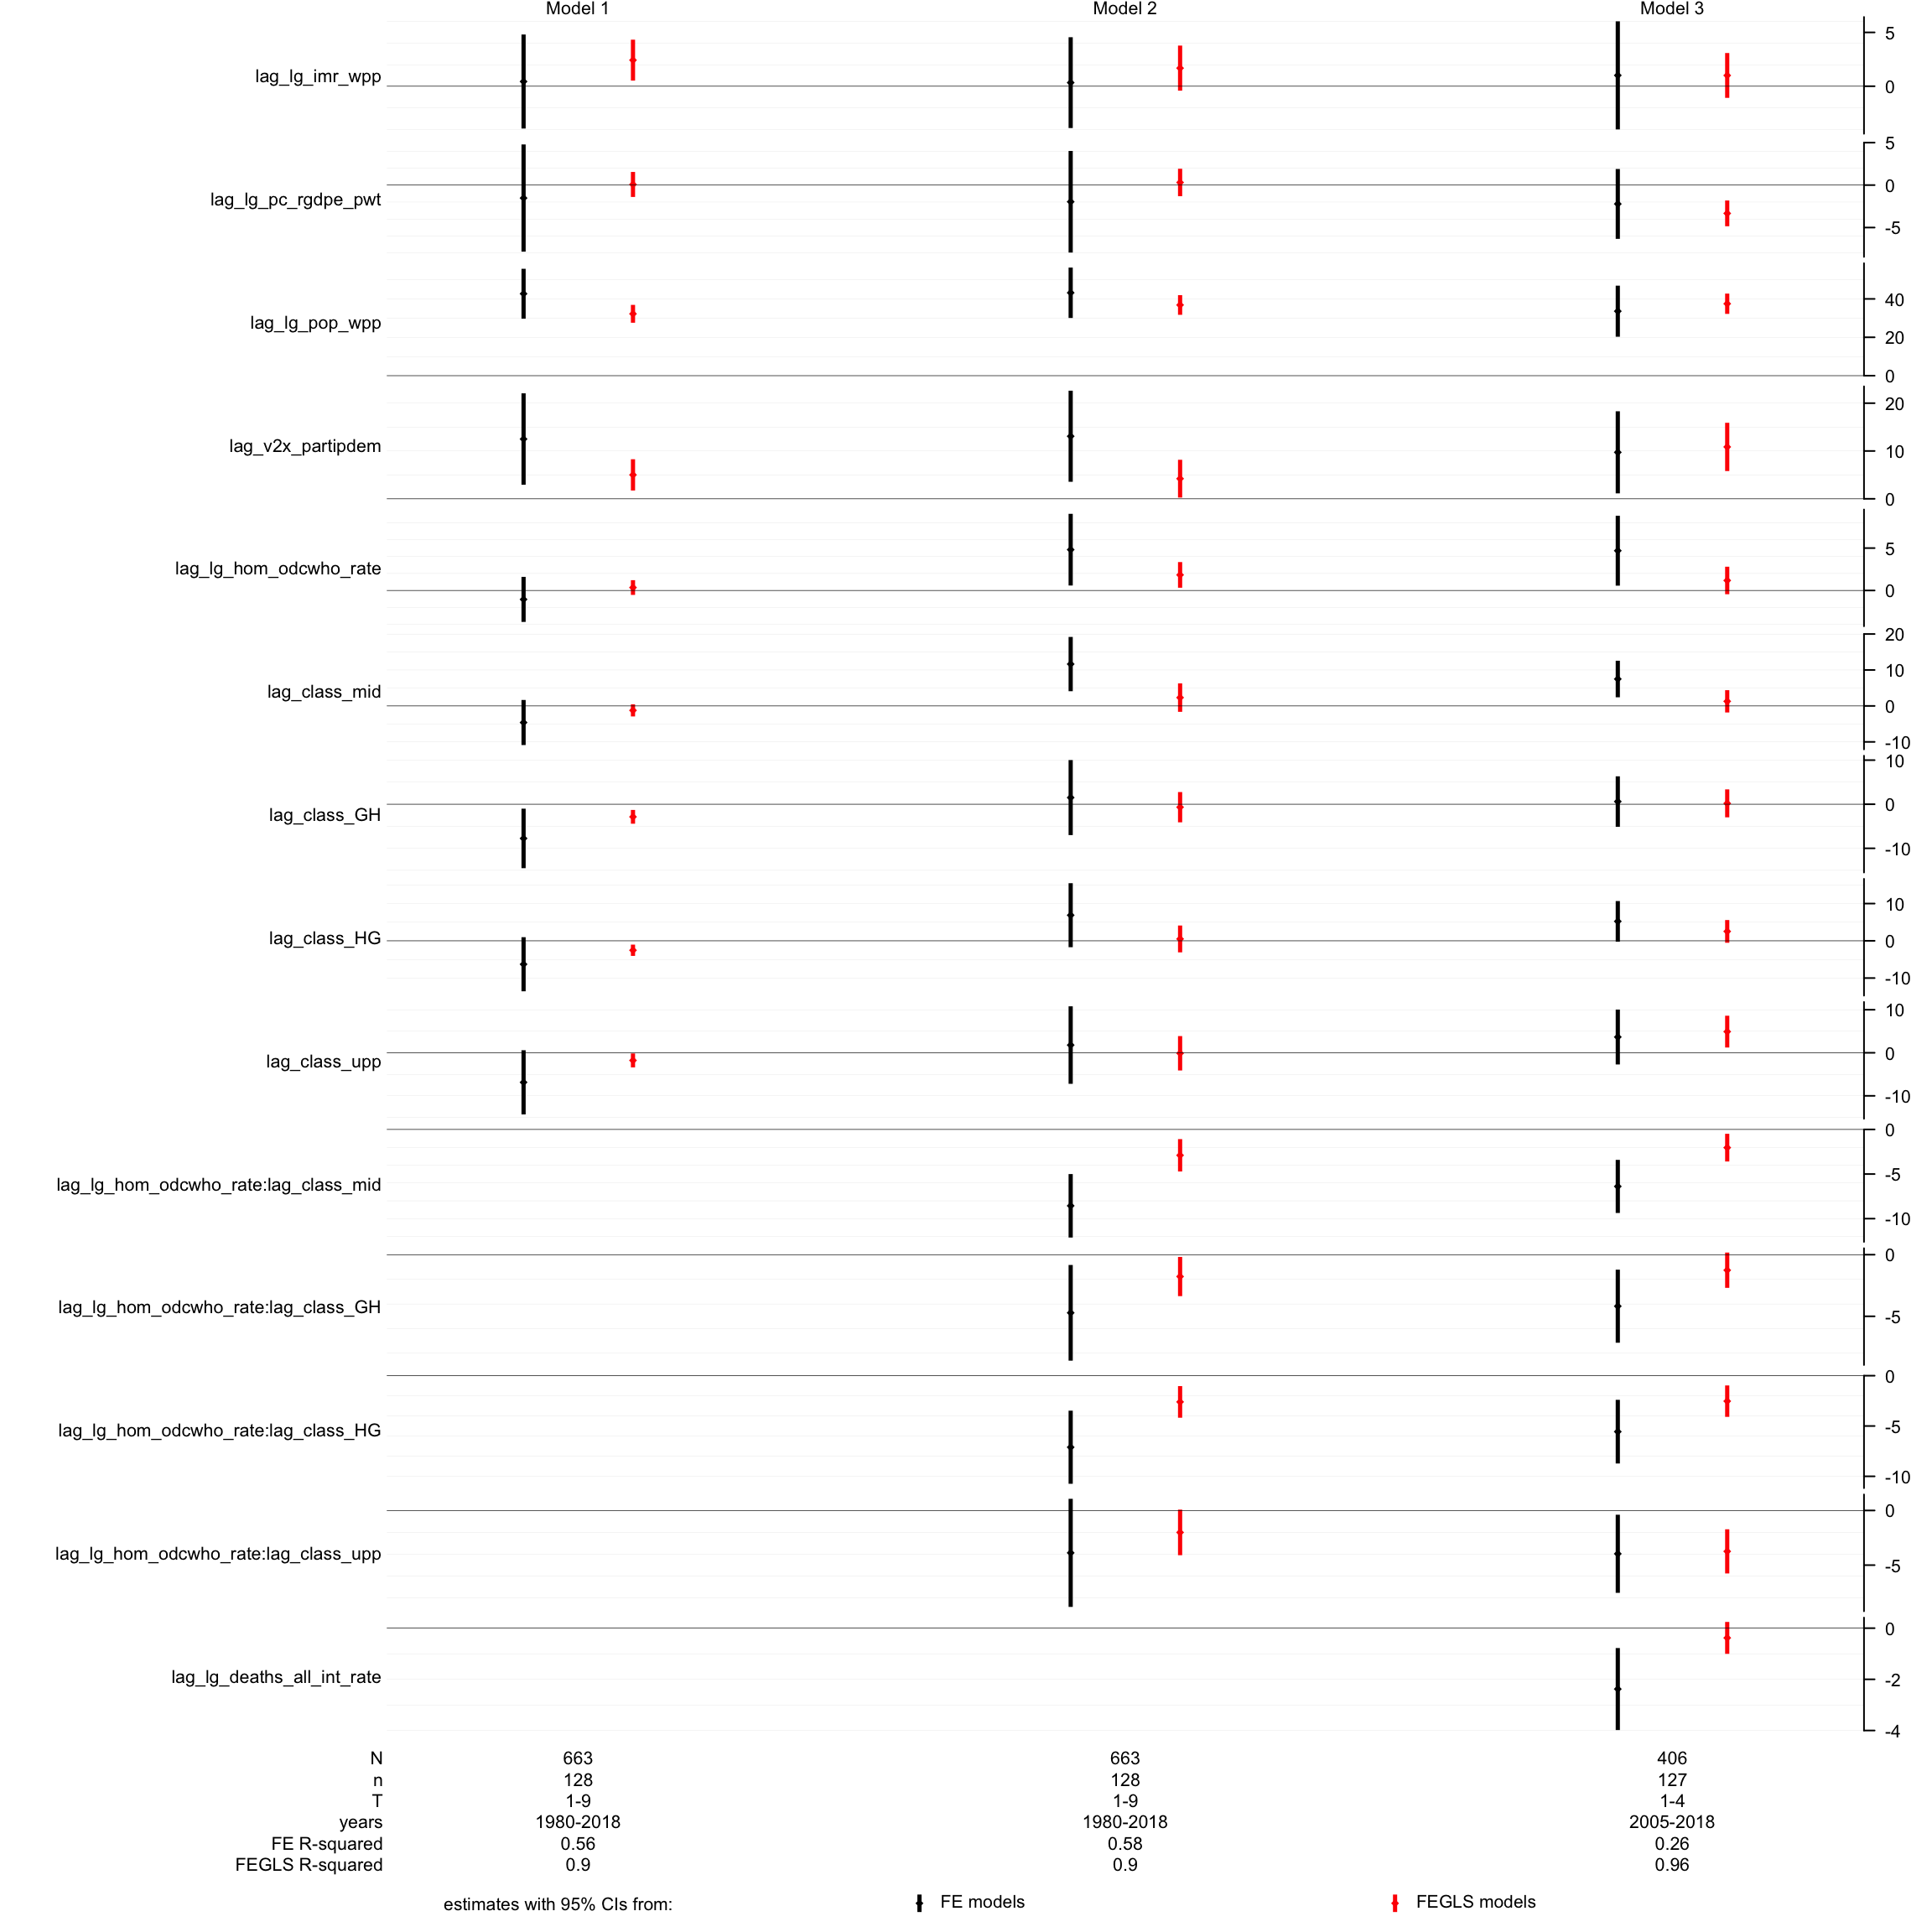 Model 1 Model 2 Model 3
5
lag_lg_imr_wpp
0
5
0
lag_lg_pc_rgdpe_pwt
-5
40
lag_lg_pop_wpp
20
0
20
lag_v2x_partipdem
10
0
5
lag_lg_hom_odcwho_rate
0
20
10
lag_class_mid
0
-10
10
0
lag_class_GH
-10
10
lag_class_HG
0
-10
10
0
lag_class_upp
-10
0
-5
lag_lg_hom_odcwho_rate:lag_class_mid
-10
0
lag_lg_hom_odcwho_rate:lag_class_GH
-5
0
-5
lag_lg_hom_odcwho_rate:lag_class_HG
-10
0
lag_lg_hom_odcwho_rate:lag_class_upp
-5
0
lag_lg_deaths_all_int_rate
-2
-4
N 663 663 406
n 128 128 127
T 1-9 1-9 1-4
years 1980-2018 1980-2018 2005-2018
FE R-squared 0.56 0.58 0.26
FEGLS R-squared 0.9 0.9 0.96
estimates with 95% CIs from: FE models FEGLS models